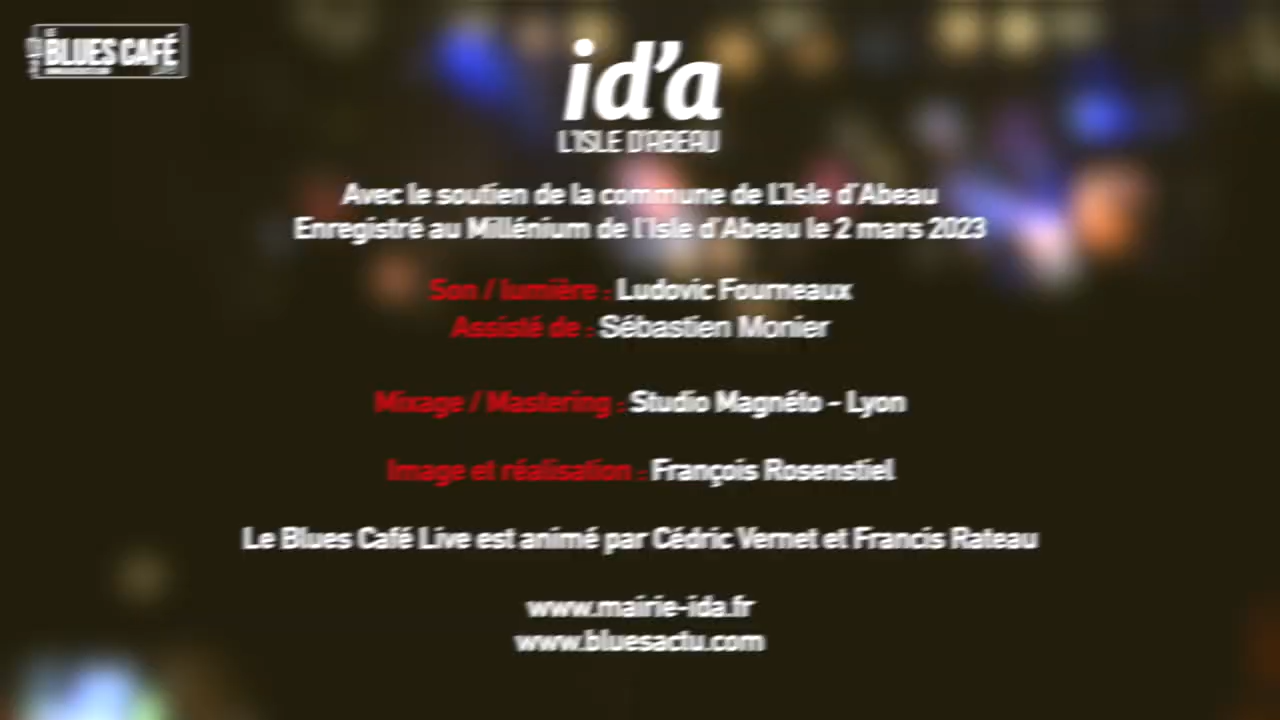 BLUES CAFÉ
id'a
L'ISLE D'ABEAU
Avec le soutien de la commune de L'Isle d'Abeau
Enregistré au Millénium de l'Isle d'Abeau le 2 mars 2023
Son / lumière : Ludovic Fourneaux
Assisté de : Sébastien Monier
Mixage / Mastering : Studio Magnéto - Lyon
Image et réalisation : François Rosenstiel
Le Blues Café Live est animé par Cédric Vernet et Francis Rateau
www.mairie-ida.fr
www.bluesactu.com